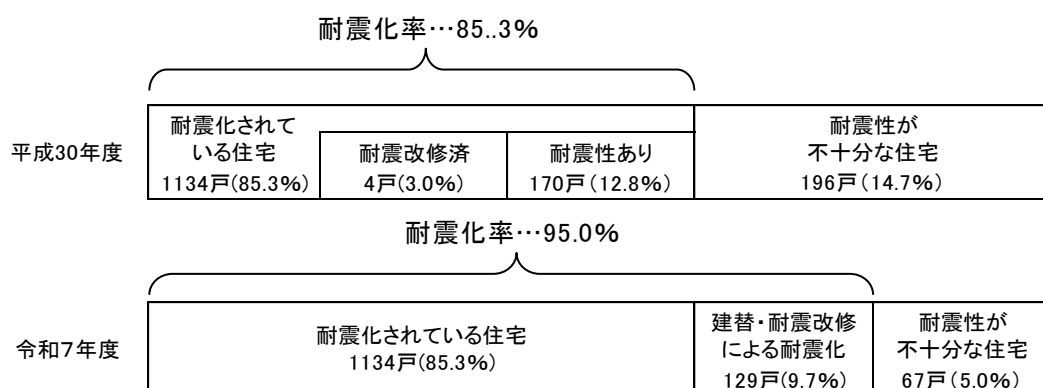 耐震化率…85..3%
平成30年度
耐震化されて
いる住宅
1134戸(85.3%)
耐震改修済
4戸(3.0%)
耐震性あり
170戸(12.8%)
耐震性が
不十分な住宅
196戸(14.7%)
耐震化率…95.0%
令和7年度
耐震化されている住宅
1134戸(85.3%)
建替・耐震改修
による耐震化
129戸(9.7%)
耐震性が
不十分な住宅
67戸(5.0%)